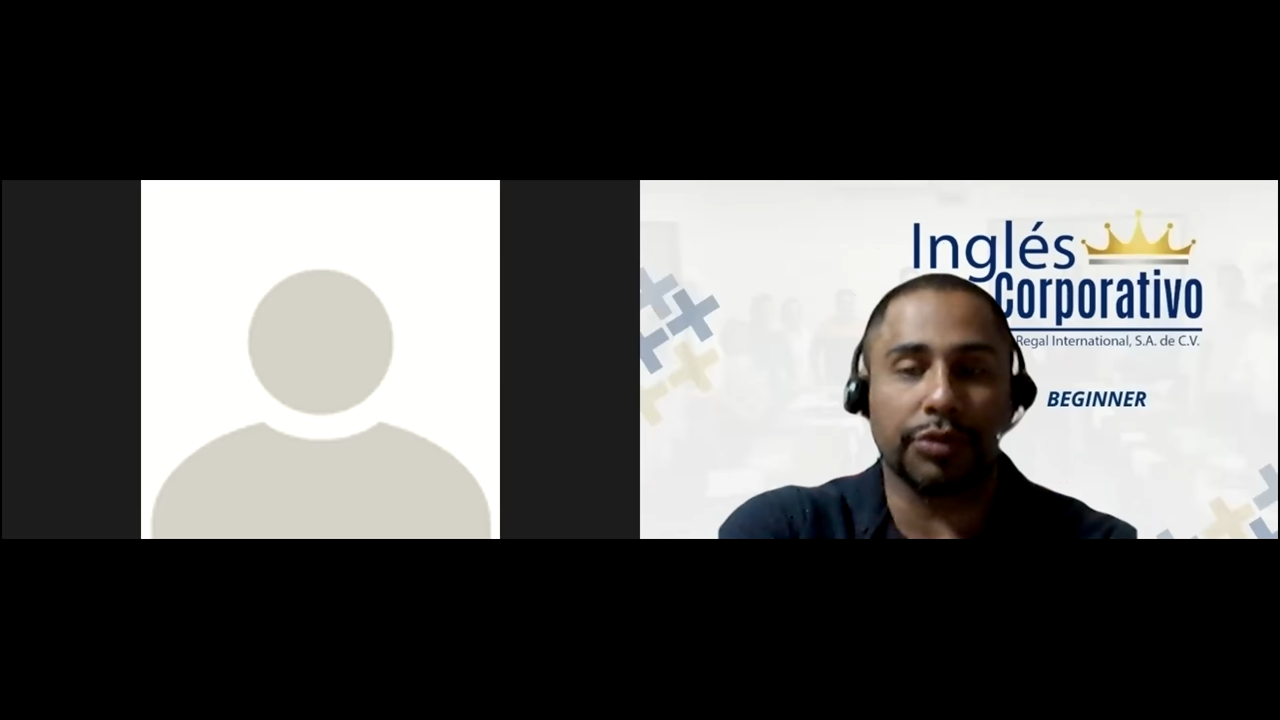 Inglés
Corporativo
Regal International, S.A. de C.V.
BEGINNER